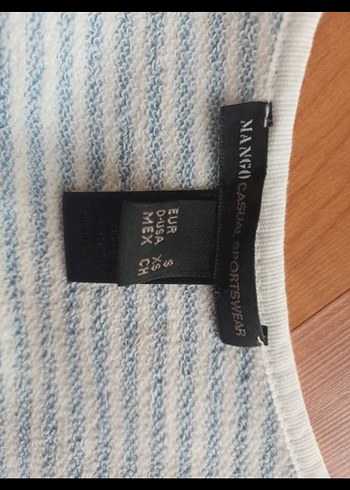 MANGO CASUAL SPORTSWEAR
EUR S
D-USA XS
MEX CH